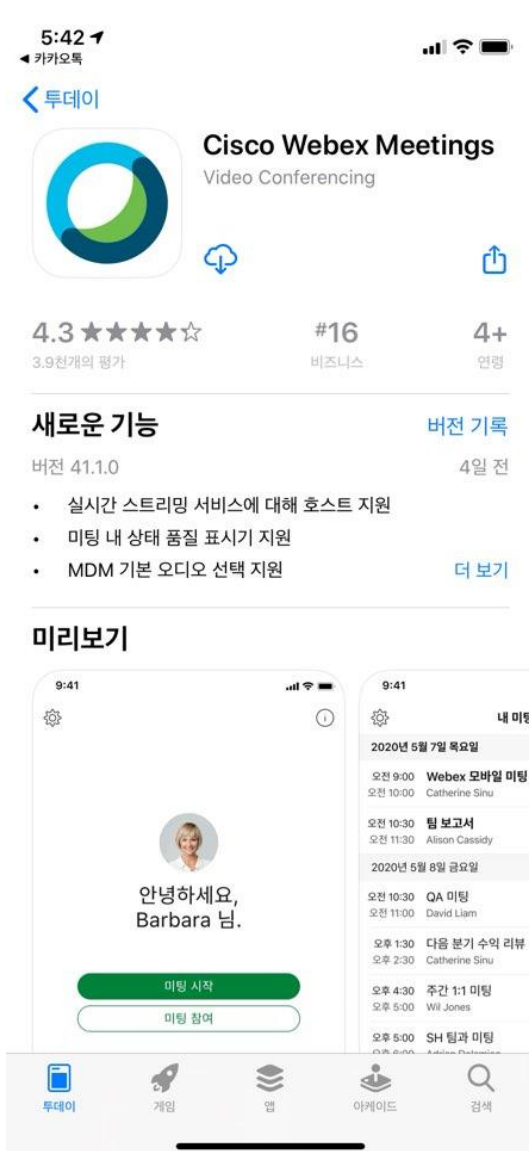 5:42
카카오톡
투데이
Cisco Webex Meetings
Video Conferencing
4.3
#16
4+
3.9천개의 평가
비즈니스
연령
새로운 기능
버전 기록
버전 41.1.0
4일 전
• 실시간 스트리밍 서비스에 대해 호스트 지원
• 미팅 내 상태 품질 표시기 지원
• MDM 기본 오디오 선택 지원
더 보기
미리보기
9:41
안녕하세요,
Barbara 님.
미팅 시작
미팅 참여
9:41
내 미팅
2020년 5월 7일 목요일
오전 9:00 Webex 모바일 미팅
오전 10:00 Catherine Sinu
오전 10:30 팀 보고서
오전 11:30 Alison Cassidy
2020년 5월 8일 금요일
오전 10:30 QA 미팅
오전 11:00 David Liam
오후 1:30 다음 분기 수익 리뷰
오후 2:30 Catherine Sinu
오후 4:30 주간 1:1 미팅
오후 5:00 Wil Jones
오후 5:00 SH 팀과 미팅
투데이
게임
앱
아케이드
검색